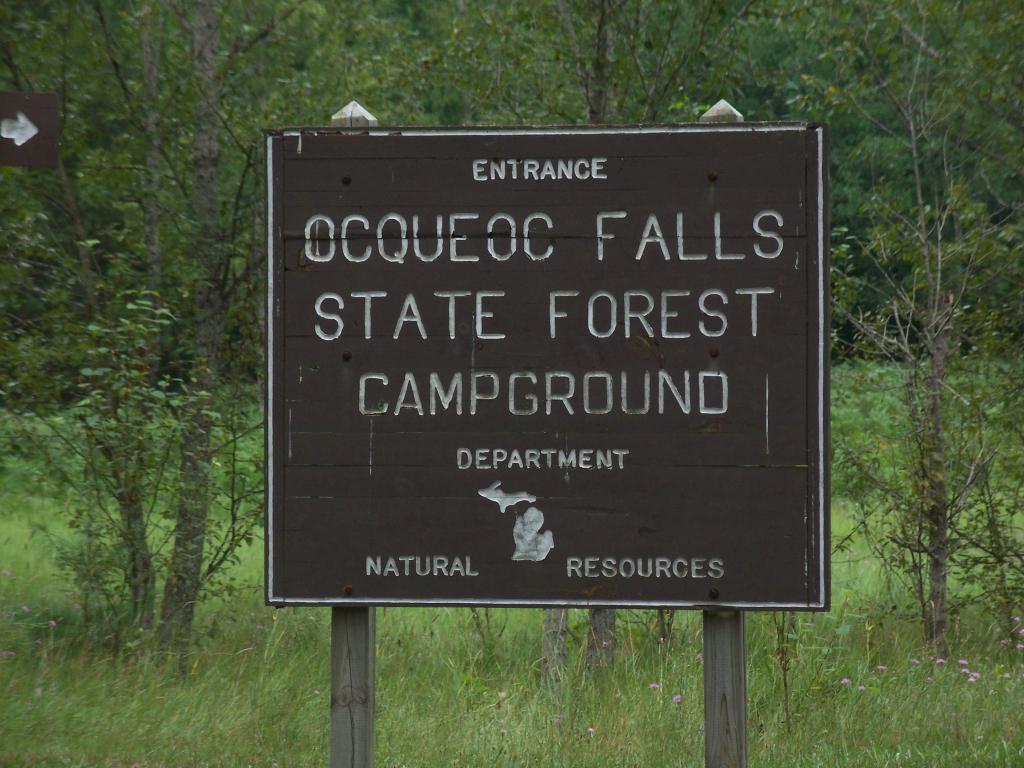 ENTRANCE
OCQUEOC FALLS
STATE FOREST
CAMPGROUND
DEPARTMENT
NATURAL RESOURCES